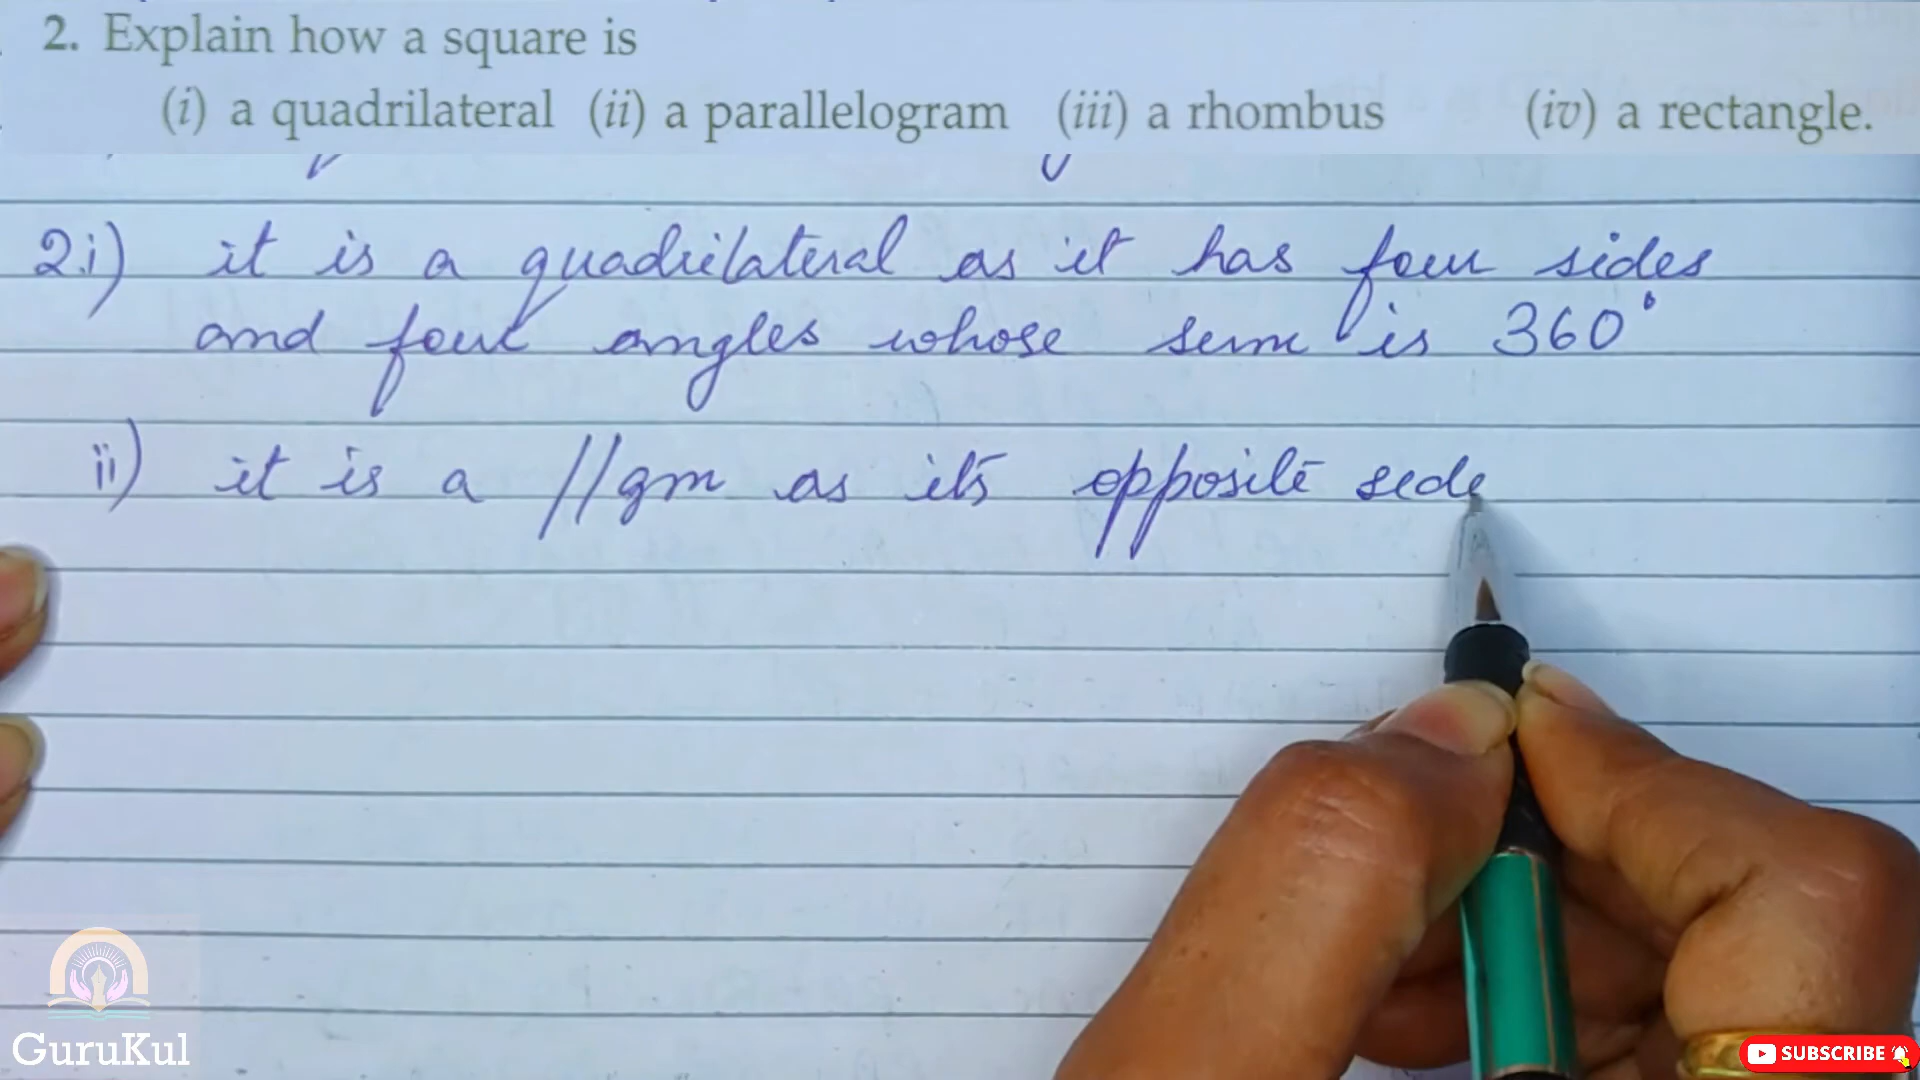 2. Explain how a square is
(i) a quadrilateral (ii) a parallelogram (iii) a rhombus (iv) a rectangle.
2.i) it is a quadrilateral as it has four sides
and four angles whose sum is 360°
ii) it is a //gm as its opposite side
GuruKul
SUBSCRIBE